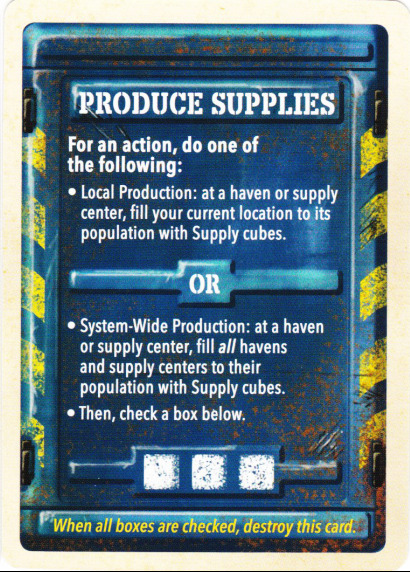 PRODUCE SUPPLIES
For an action, do one of
the following:
• Local Production: at a haven or supply
center, fill your current location to its
population with Supply cubes.
OR
• System-Wide Production: at a haven
or supply center, fill all havens
and supply centers to their
population with Supply cubes.
• Then, check a box below.
When all boxes are checked, destroy this card.